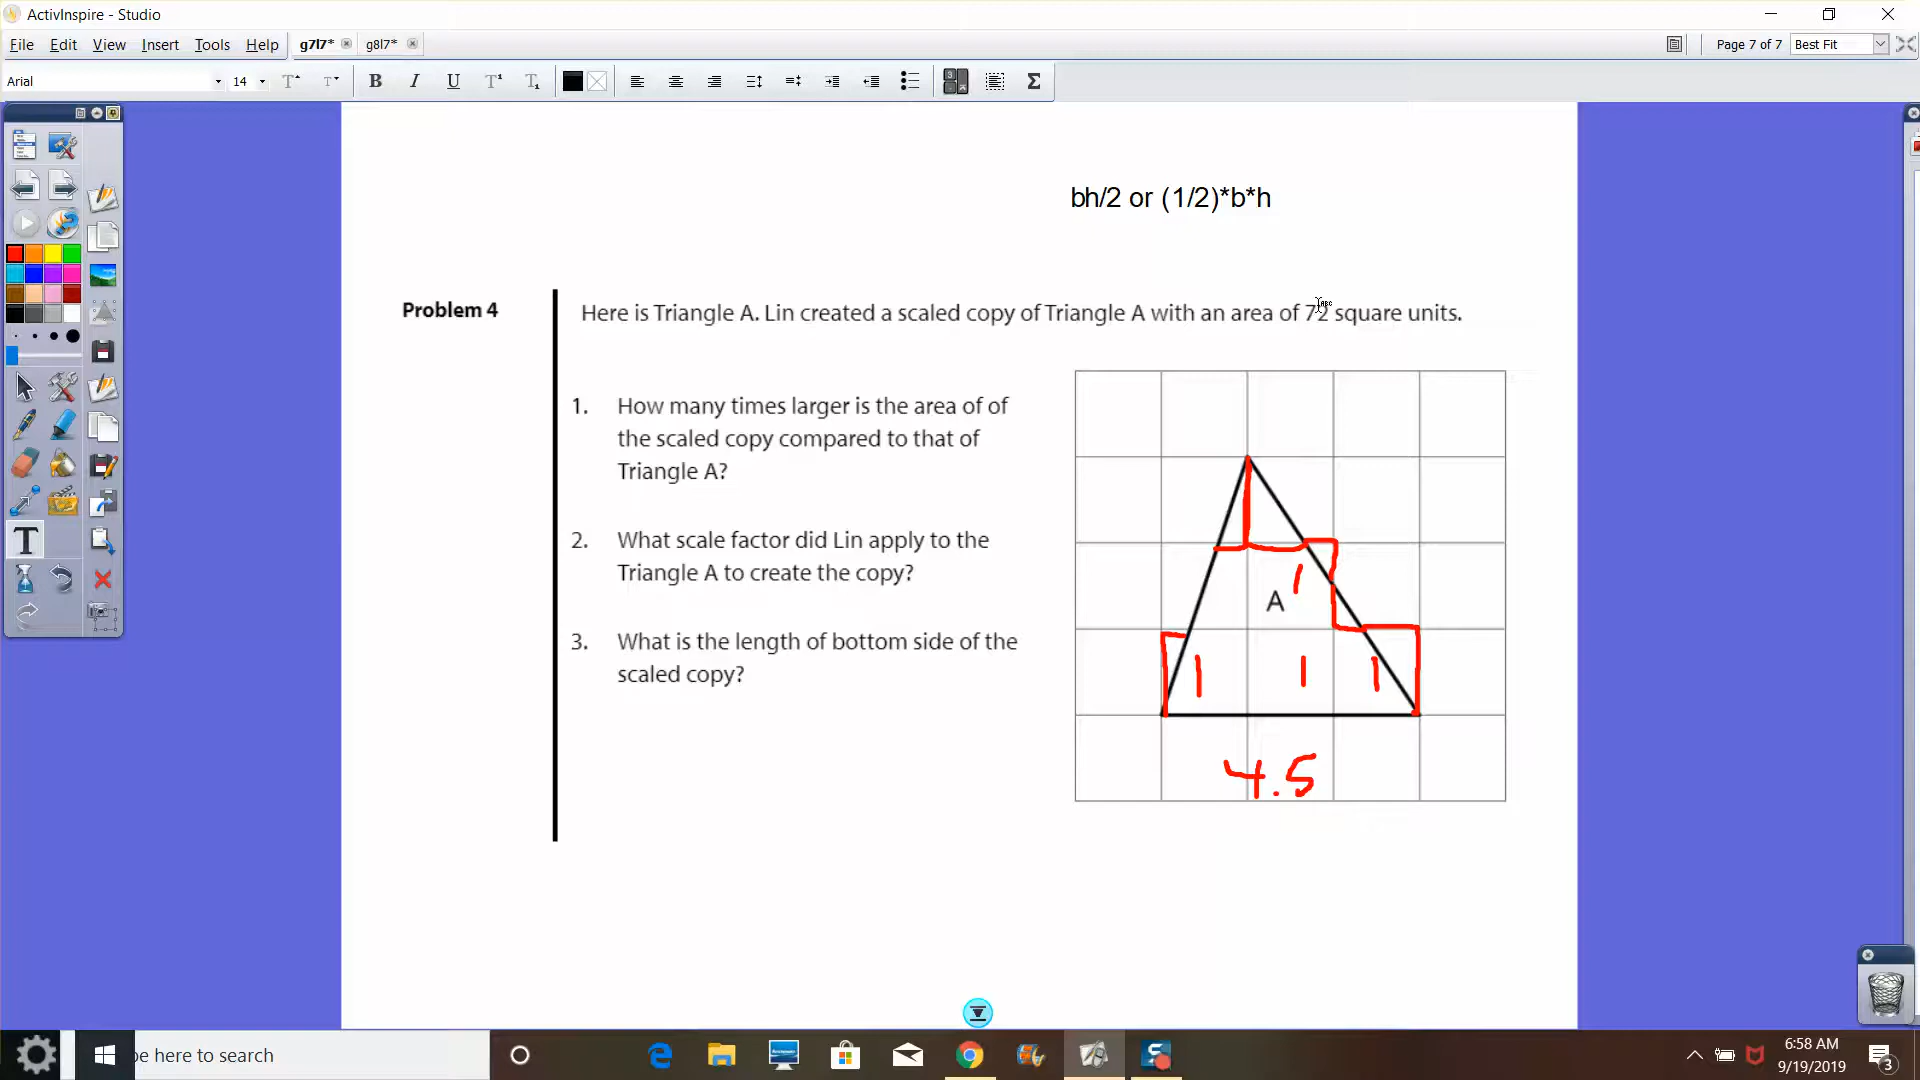 ActivInspire - Studio
File Edit View Insert Tools Help g7l7* g8l7* Page 7 of 7 Best Fit
Arial 14 B I U T T Σ
bh/2 or (1/2)*b*h
Problem 4
Here is Triangle A. Lin created a scaled copy of Triangle A with an area of 72 square units.
1. How many times larger is the area of of
the scaled copy compared to that of
Triangle A?
2. What scale factor did Lin apply to the
Triangle A to create the copy?
3. What is the length of bottom side of the
scaled copy?
1
A
1 1 1
4.5
T
pe here to search
6:58 AM
9/19/2019
3